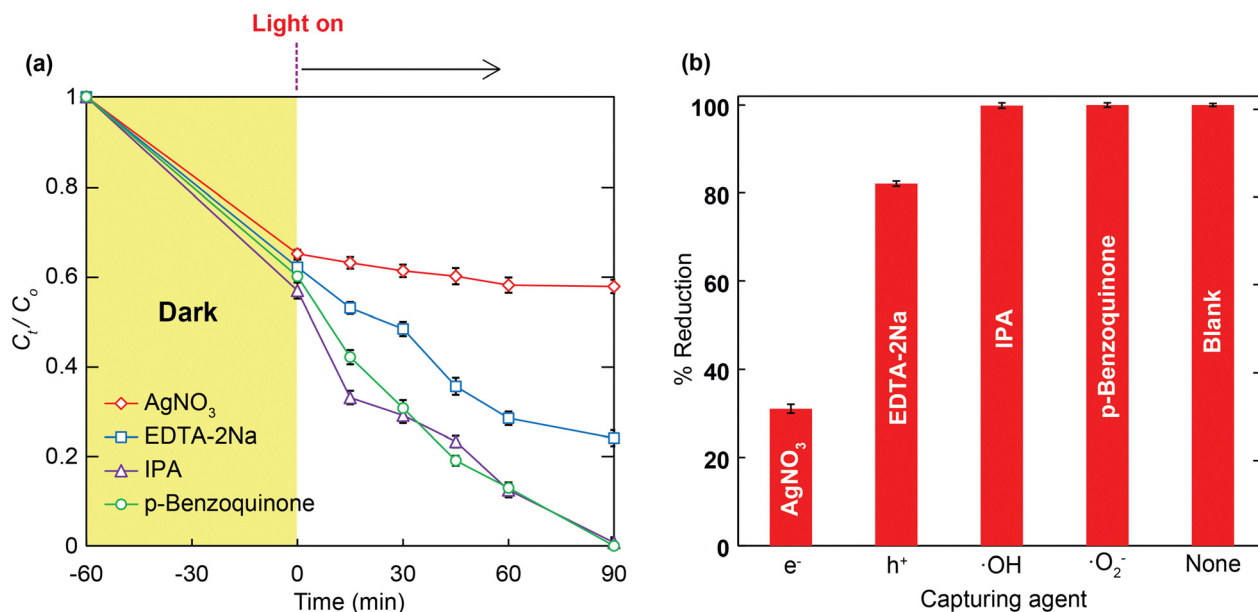 Light on
(a)
1
0.8
0.6
0.4
0.2
0
C_t / C_o
Dark
AgNO₃
EDTA-2Na
IPA
p-Benzoquinone
-60
-30
0
30
60
90
Time (min)
(b)
100
80
60
40
20
0
% Reduction
AgNO₃
EDTA-2Na
IPA
p-Benzoquinone
Blank
e⁻
h⁺
·OH
·O₂⁻
None
Capturing agent